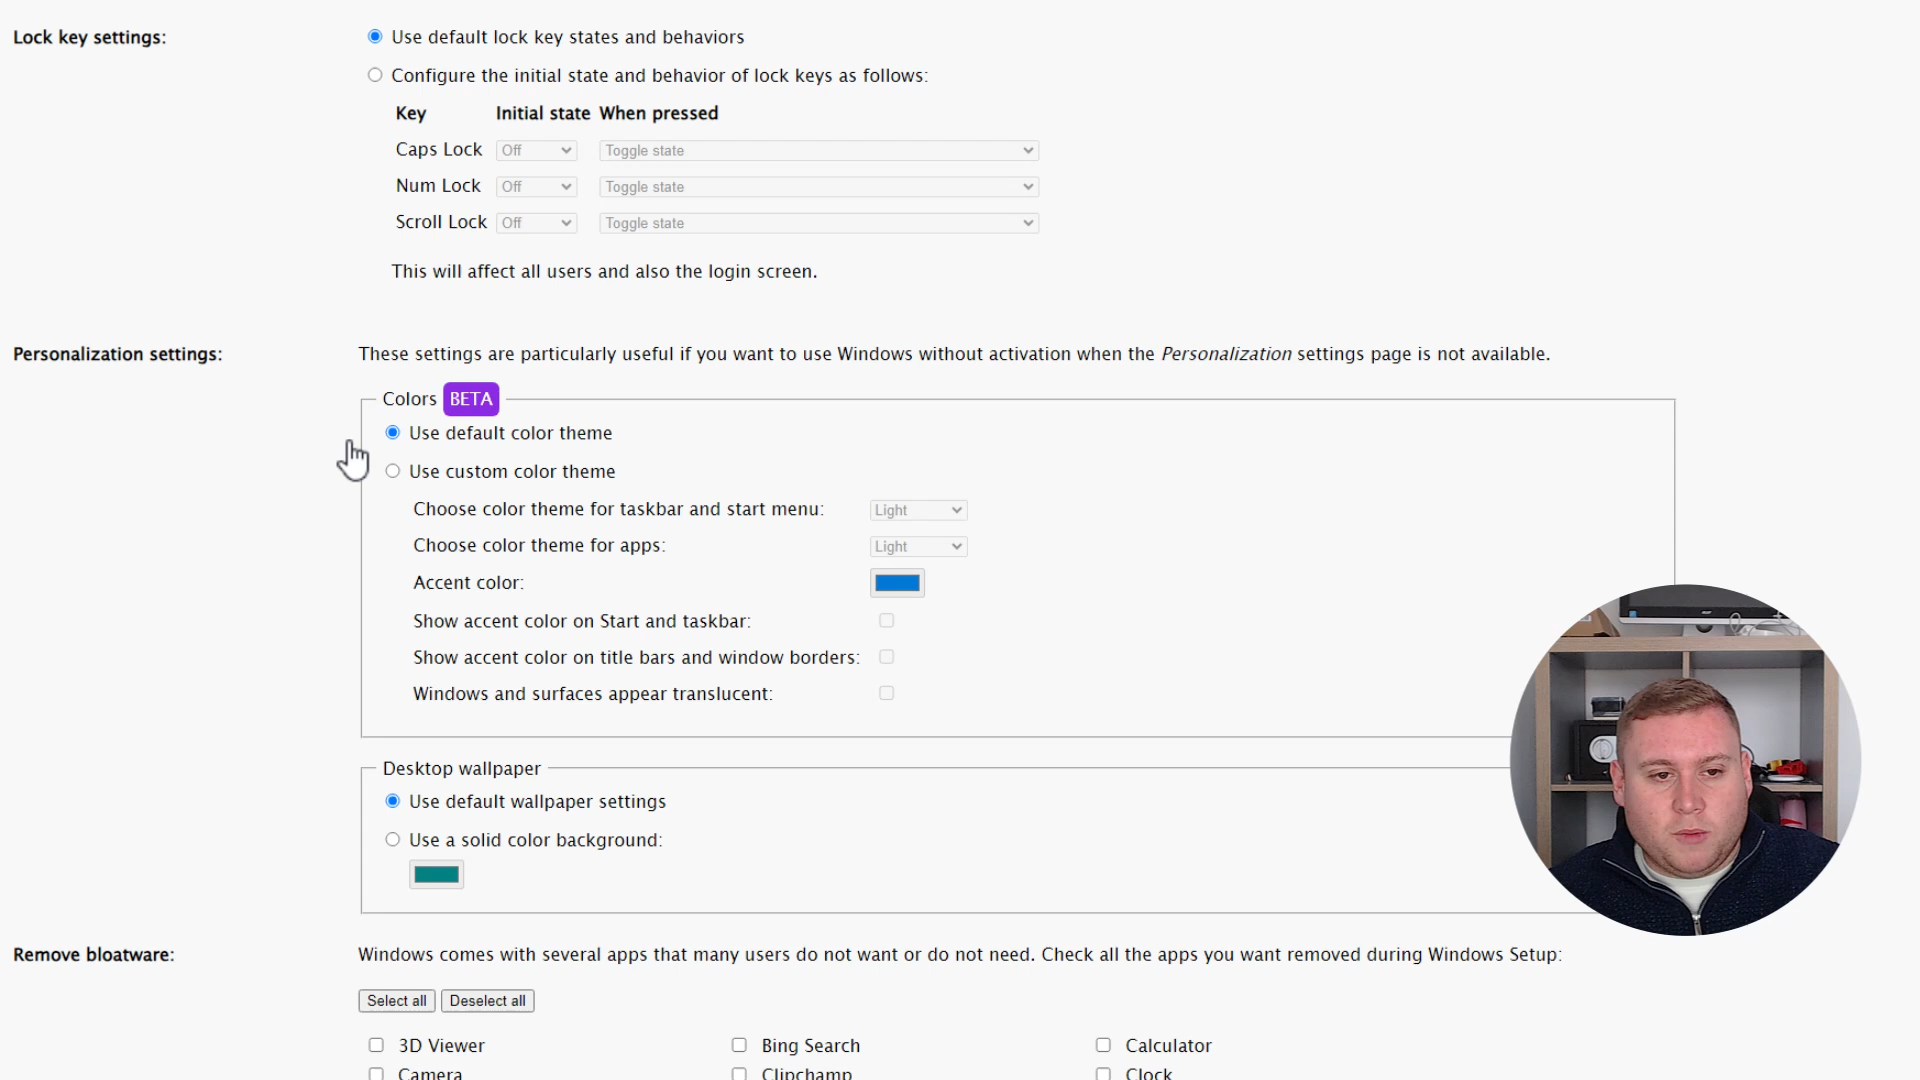 Lock key settings:
Use default lock key states and behaviors
Configure the initial state and behavior of lock keys as follows:
Key Initial state When pressed
Caps Lock Off Toggle state
Num Lock Off Toggle state
Scroll Lock Off Toggle state
This will affect all users and also the login screen.
Personalization settings: These settings are particularly useful if you want to use Windows without activation when the Personalization settings page is not available.
Colors BETA
Use default color theme
Use custom color theme
Choose color theme for taskbar and start menu: Light
Choose color theme for apps: Light
Accent color:
Show accent color on Start and taskbar:
Show accent color on title bars and window borders:
Windows and surfaces appear translucent:
Desktop wallpaper
Use default wallpaper settings
Use a solid color background:
Remove bloatware: Windows comes with several apps that many users do not want or do not need. Check all the apps you want removed during Windows Setup:
Select all Deselect all
3D Viewer Bing Search Calculator
Camera Clipchamp Clock